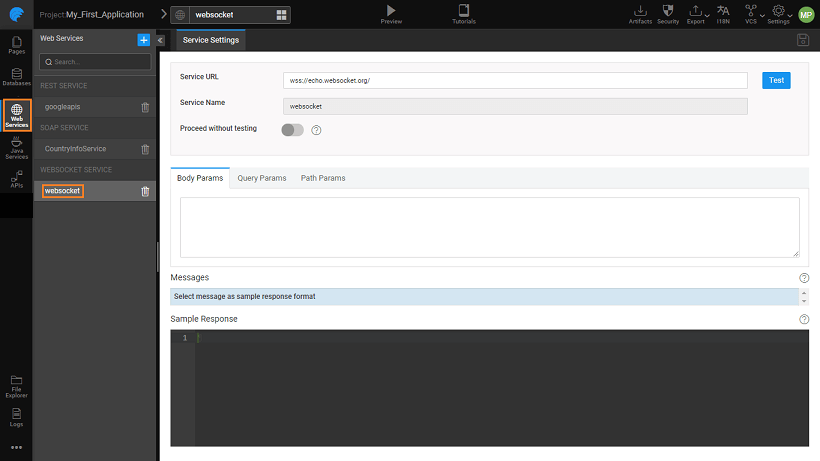 Project:My_First_Application
websocket
Preview
Tutorials
Artifacts
Security
Export
I18N
VCS
Settings
MP
Pages
Databases
Web
Services
Java
Services
APIs
File
Explorer
Logs
Web Services
+
Search...
REST SERVICE
googleapis
SOAP SERVICE
CountryInfoService
WEBSOCKET SERVICE
websocket
Service Settings
Service URL
wss://echo.websocket.org/
Test
Service Name
websocket
Proceed without testing
?
Body Params
Query Params
Path Params
Messages
?
Select message as sample response format
Sample Response
?
1